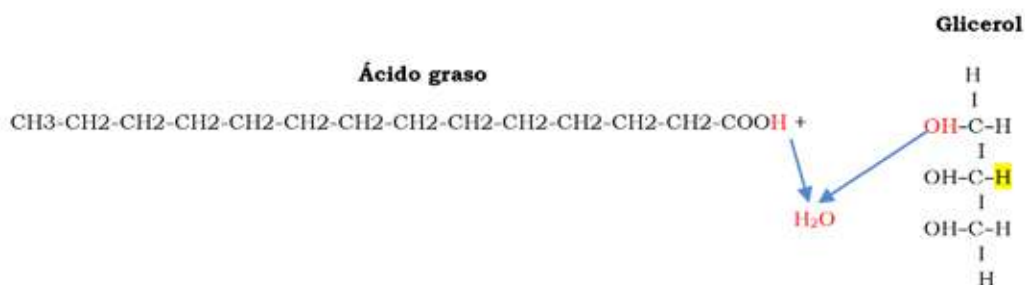 Glicerol
Ácido graso
H
I
CH3-CH2-CH2-CH2-CH2-CH2-CH2-CH2-CH2-CH2-CH2-CH2-CH2-COOH +
OH-C-H
I
OH-C-H
I
H₂O
OH-C-H
I
H